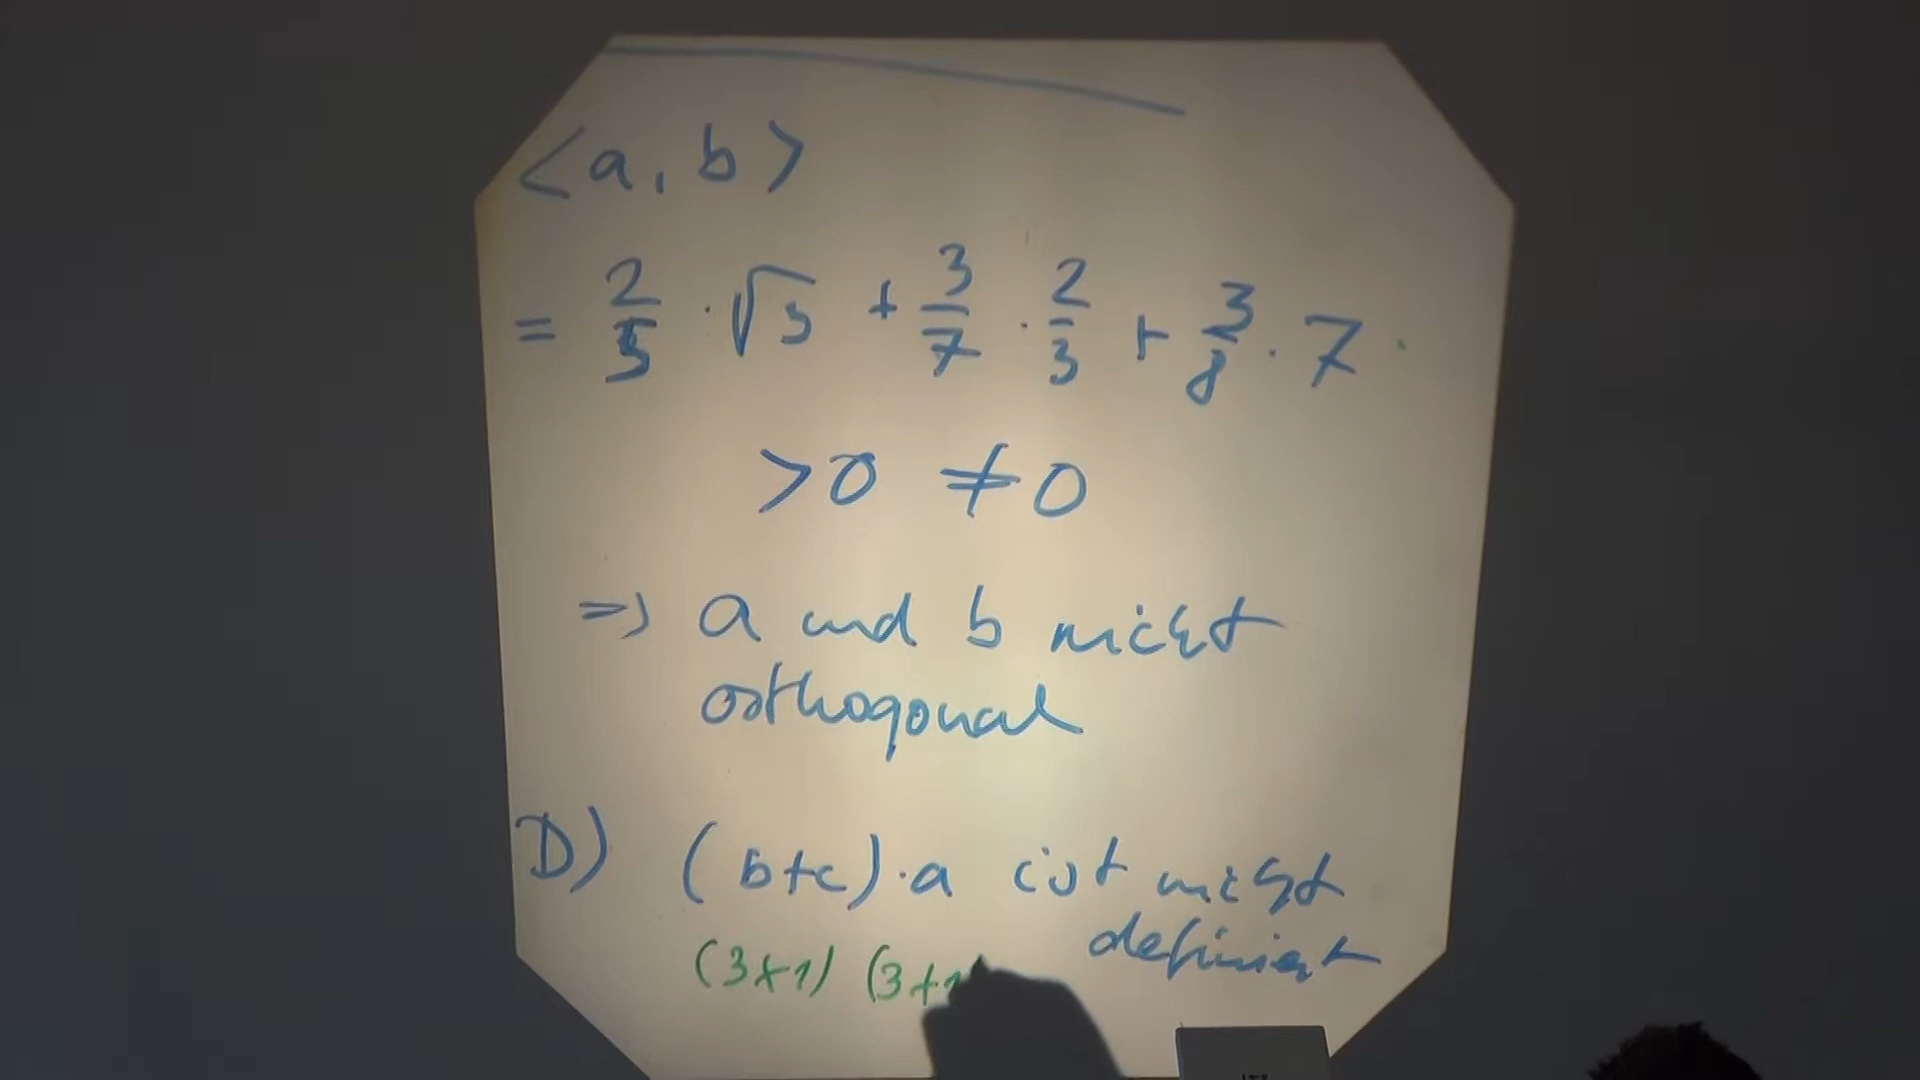 <a, b>
= 2/5 · √5 + 3/7 · 2/3 + 3/8 · 7
>0 ≠0
=> a und b nicht
orthogonal
D) (b+c)·a ist nicht
definiert
(3×1) (3×1